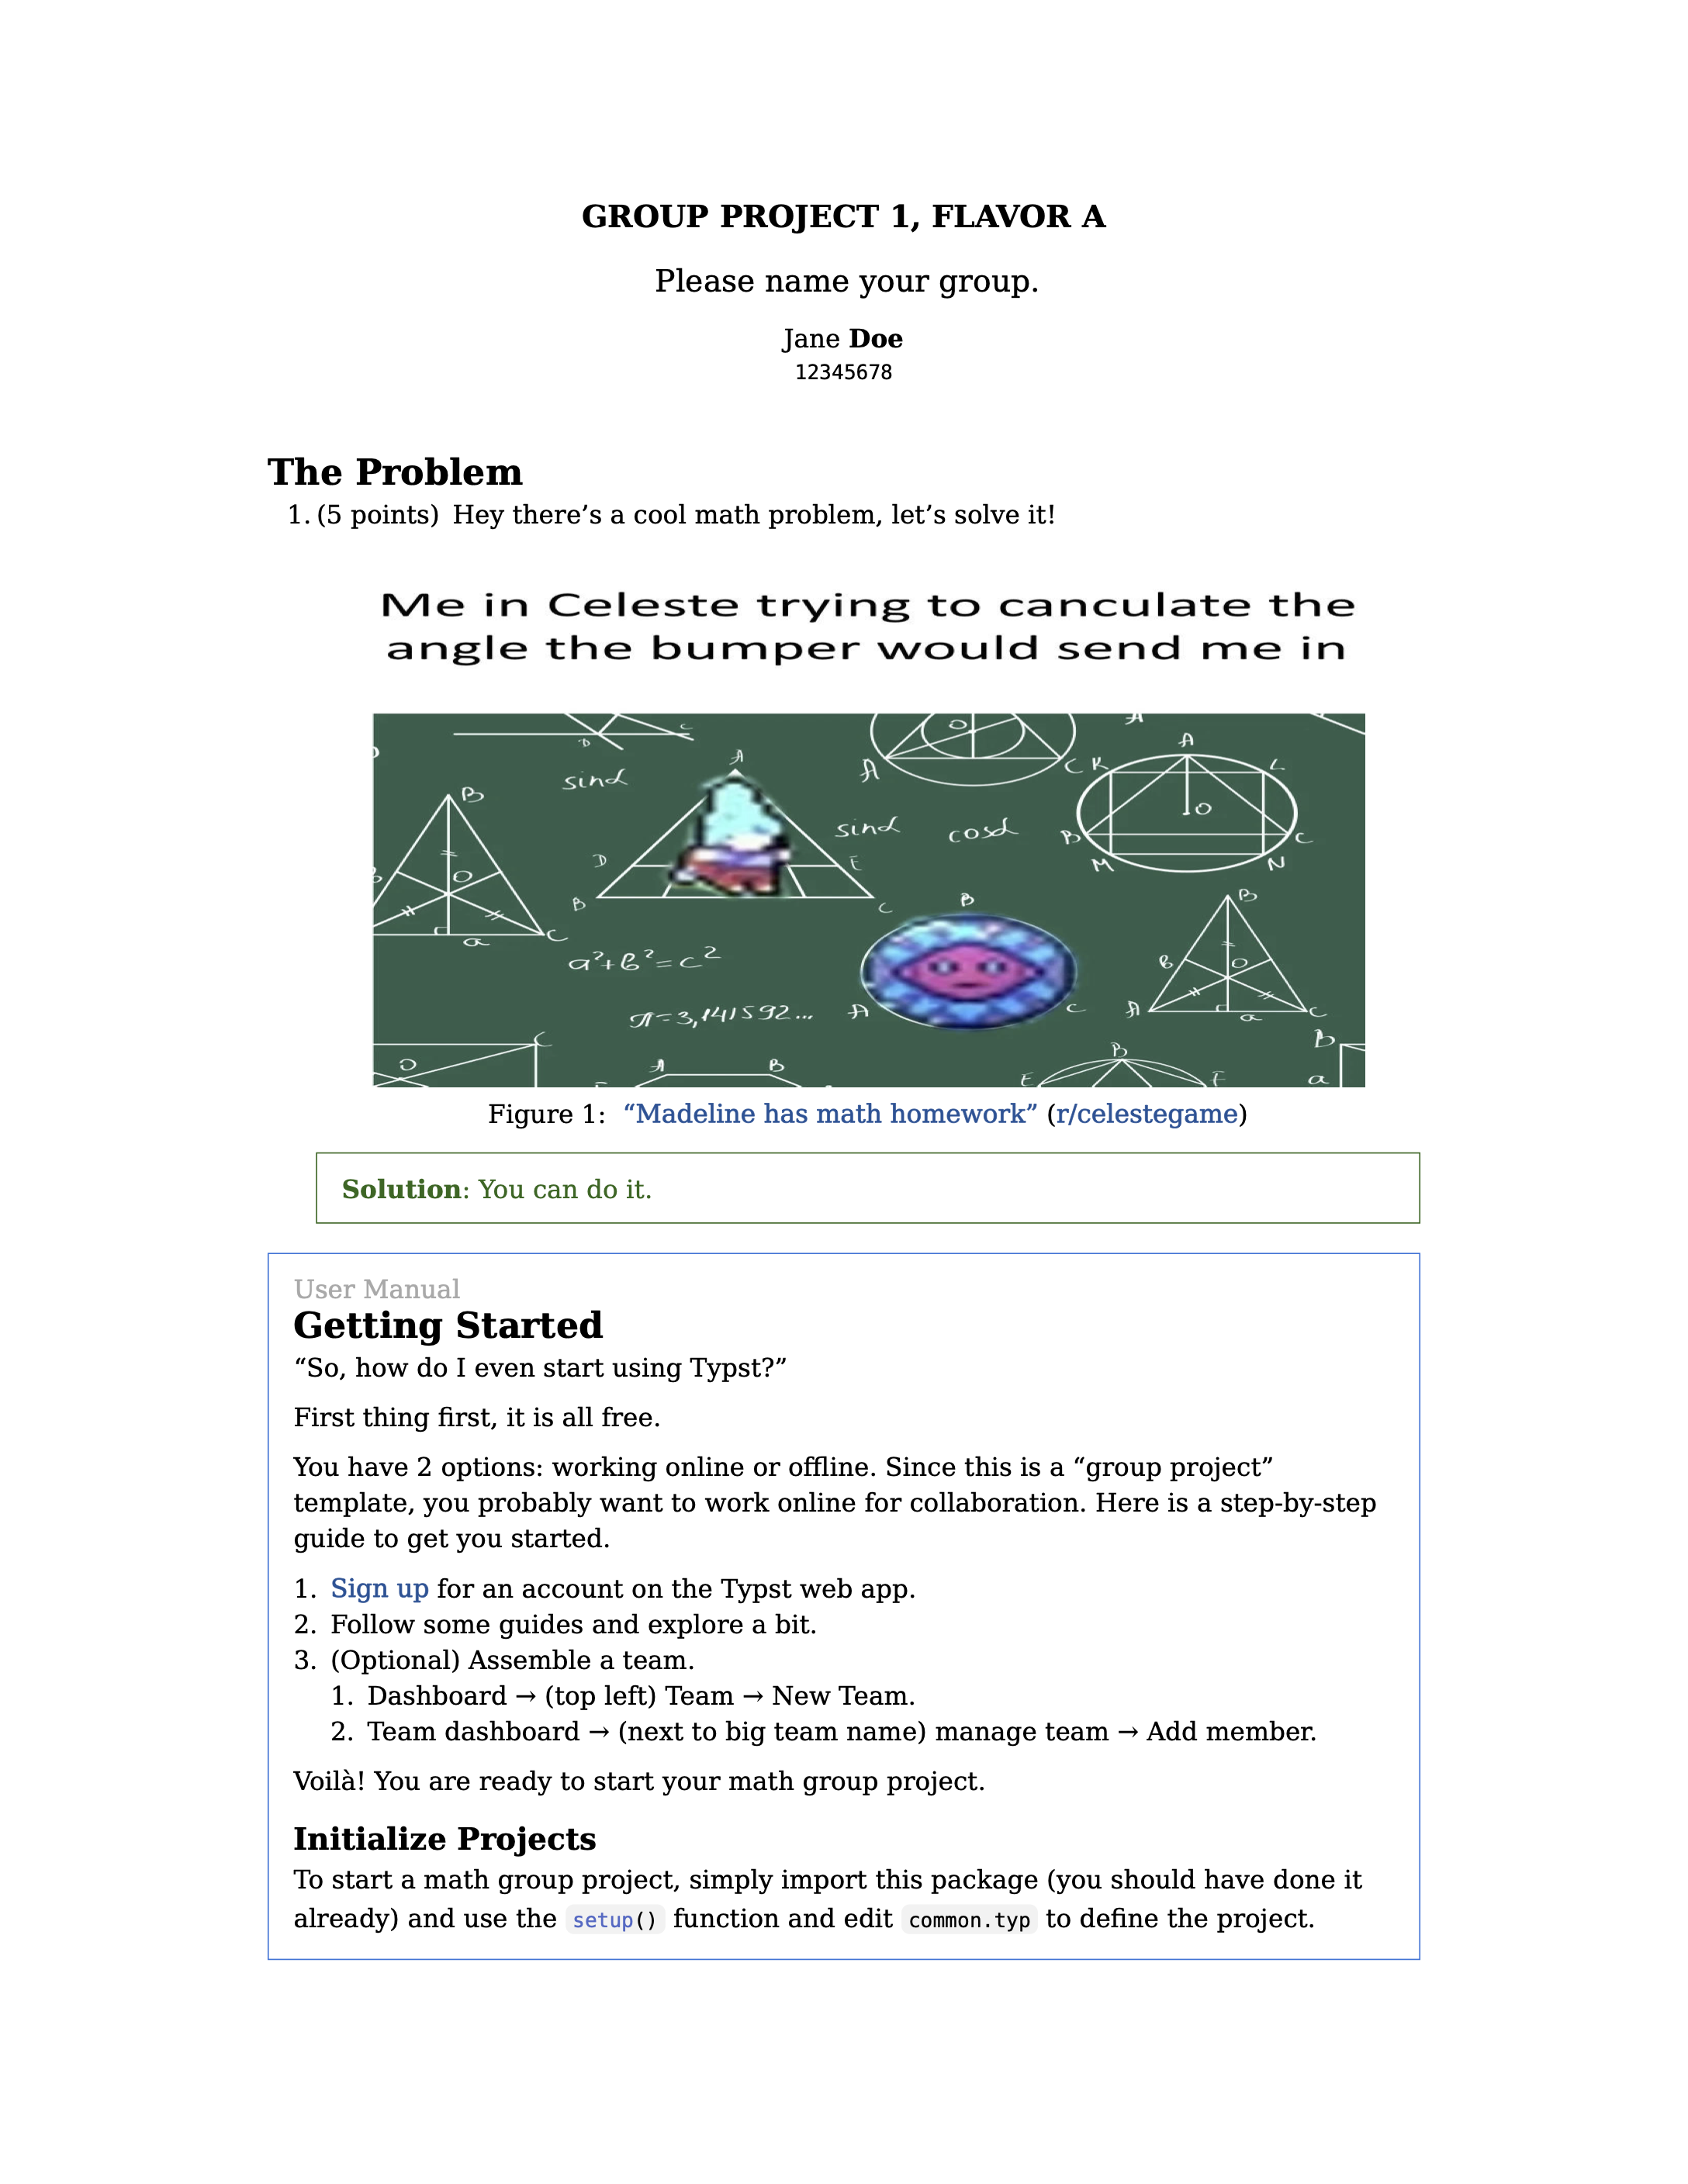 GROUP PROJECT 1, FLAVOR A
Please name your group.
Jane Doe
12345678
The Problem
1. (5 points) Hey there’s a cool math problem, let’s solve it!
Me in Celeste trying to canculate the
angle the bumper would send me in
D
C
O
A
C
A
sind
A
B
O
C
a
D
E
B
C
sind
cosd
A
K
L
O
B
C
M
N
a²+b²=c²
π=3,141592...
B
A
C
B
B
O
A
a
C
C
O
A
B
B
E
F
B
a
Figure 1: “Madeline has math homework” (r/celestegame)
Solution: You can do it.
User Manual
Getting Started
“So, how do I even start using Typst?”
First thing first, it is all free.
You have 2 options: working online or offline. Since this is a “group project”
template, you probably want to work online for collaboration. Here is a step-by-step
guide to get you started.
1. Sign up for an account on the Typst web app.
2. Follow some guides and explore a bit.
3. (Optional) Assemble a team.
1. Dashboard → (top left) Team → New Team.
2. Team dashboard → (next to big team name) manage team → Add member.
Voilà! You are ready to start your math group project.
Initialize Projects
To start a math group project, simply import this package (you should have done it
already) and use the setup() function and edit common.typ to define the project.